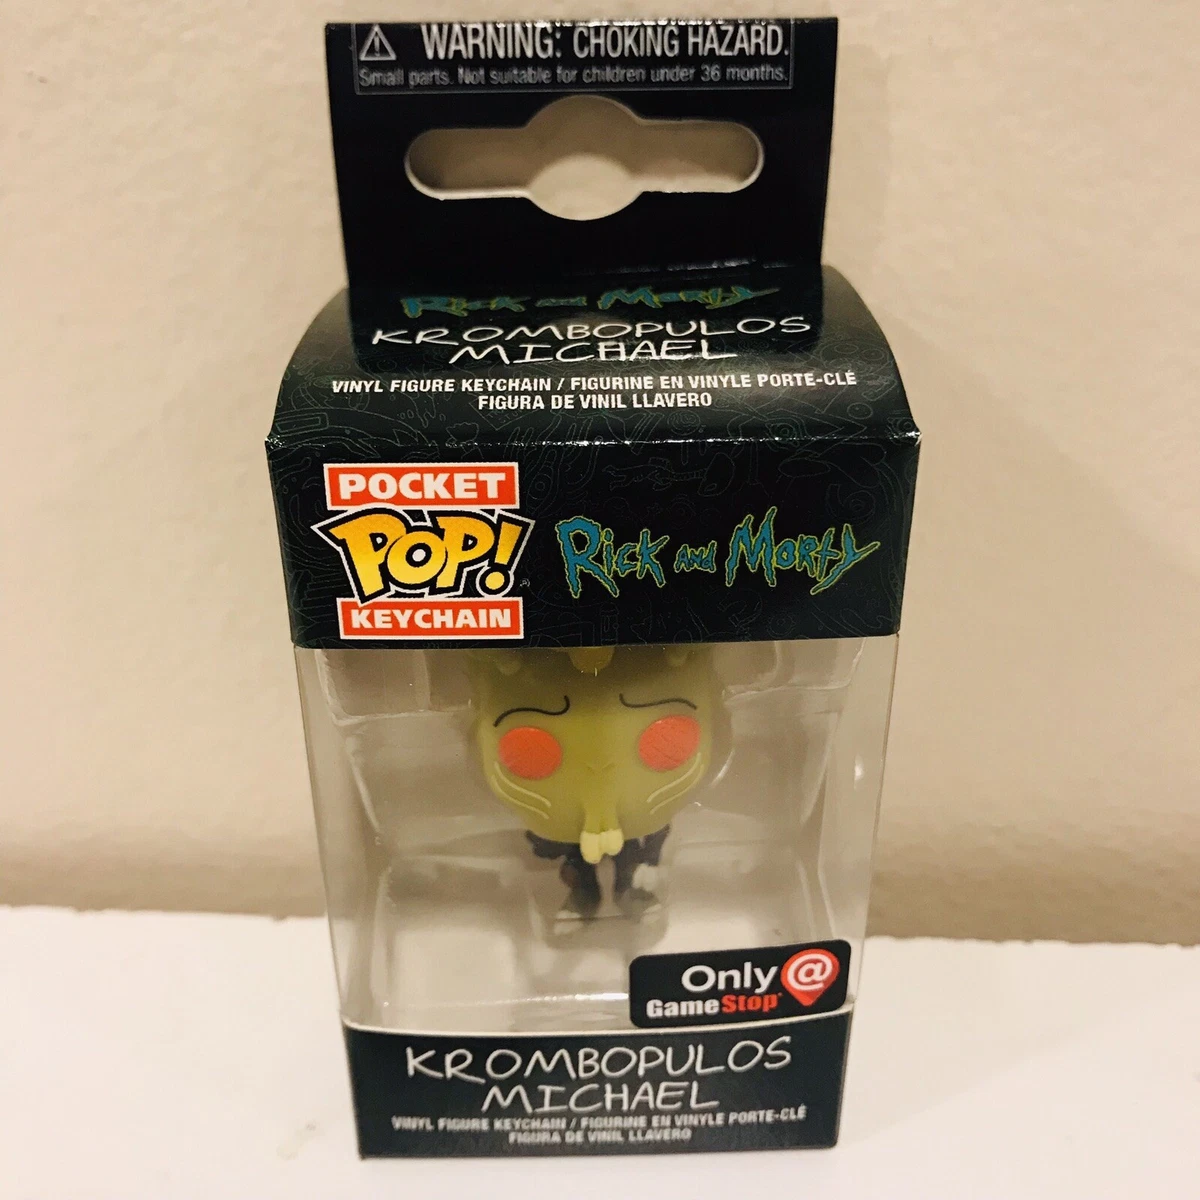 WARNING: CHOKING HAZARD.
Small parts. Not suitable for children under 36 months.
Rick and Morty
KROMBOPULOS
MICHAEL
VINYL FIGURE KEYCHAIN / FIGURINE EN VINYLE PORTE-CLÉ
FIGURA DE VINIL LLAVERO
POCKET
POP!
KEYCHAIN
Rick and Morty
Only @
GameStop
KROMBOPULOS
MICHAEL
VINYL FIGURE KEYCHAIN / FIGURINE EN VINYLE PORTE-CLÉ
FIGURA DE VINIL LLAVERO